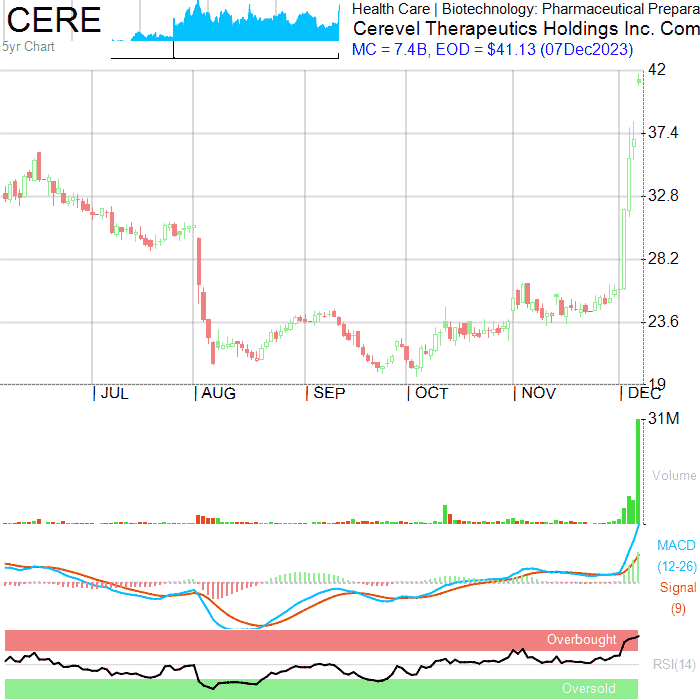 CERE
5yr Chart
Health Care | Biotechnology: Pharmaceutical Prepara
Cerevel Therapeutics Holdings Inc. Com
MC = 7.4B, EOD = $41.13 (07Dec2023)
42
37.4
32.8
28.2
23.6
19
JUL AUG SEP OCT NOV DEC
31M
Volume
MACD
(12-26)
Signal
(9)
Overbought
RSI(14)
Oversold